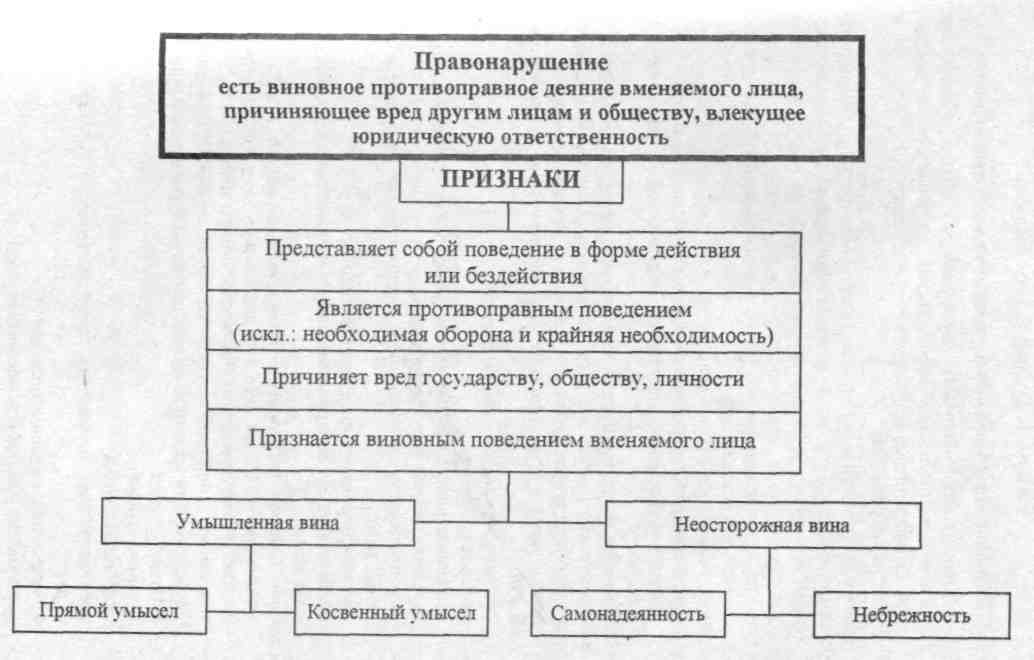 Правонарушение
есть виновное противоправное деяние вменяемого лица,
причиняющее вред другим лицам и обществу, влекущее
юридическую ответственность
ПРИЗНАКИ
Представляет собой поведение в форме действия
или бездействия
Является противоправным поведением
(искл.: необходимая оборона и крайняя необходимость)
Причиняет вред государству, обществу, личности
Признается виновным поведением вменяемого лица
Умышленная вина
Неосторожная вина
Прямой умысел
Косвенный умысел
Самонадеянность
Небрежность